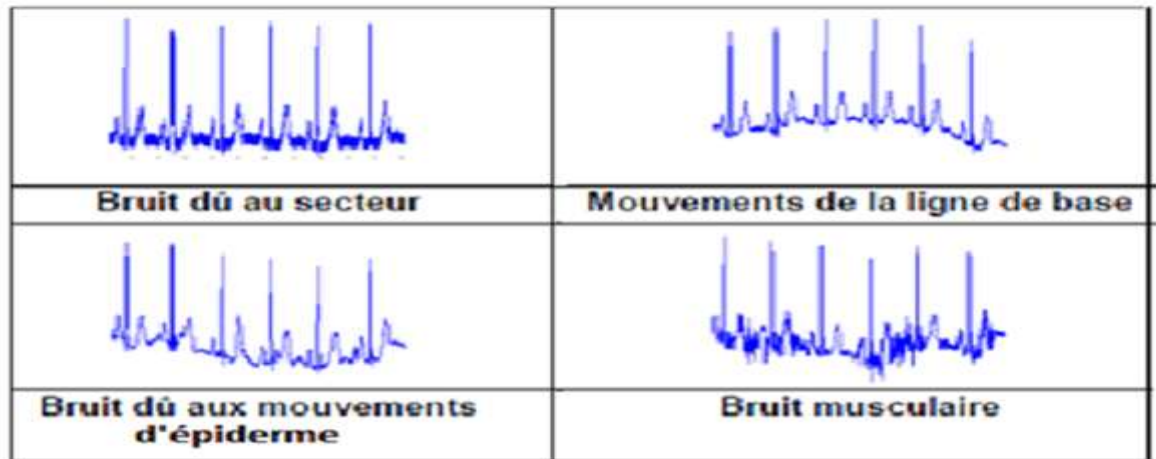 Bruit dû au secteur
Mouvements de la ligne de base
Bruit dû aux mouvements
d'épiderme
Bruit musculaire